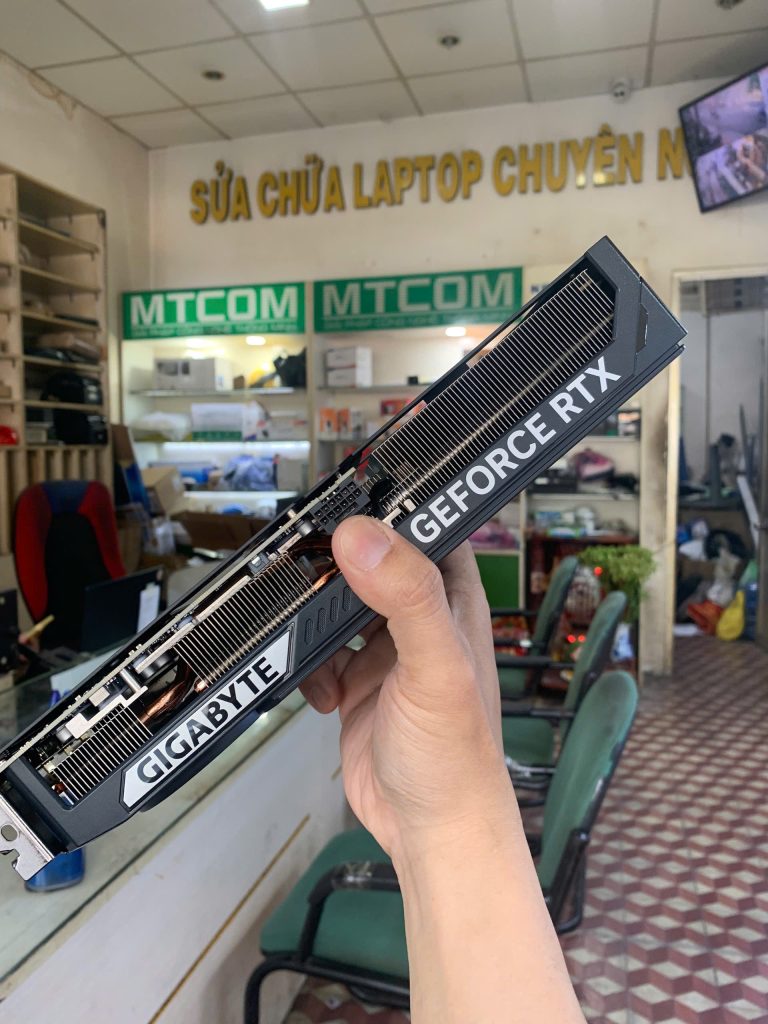 SỬA CHỮA LAPTOP CHUYÊN N
MTCOM
MTCOM
GEFORCE RTX
GIGABYTE